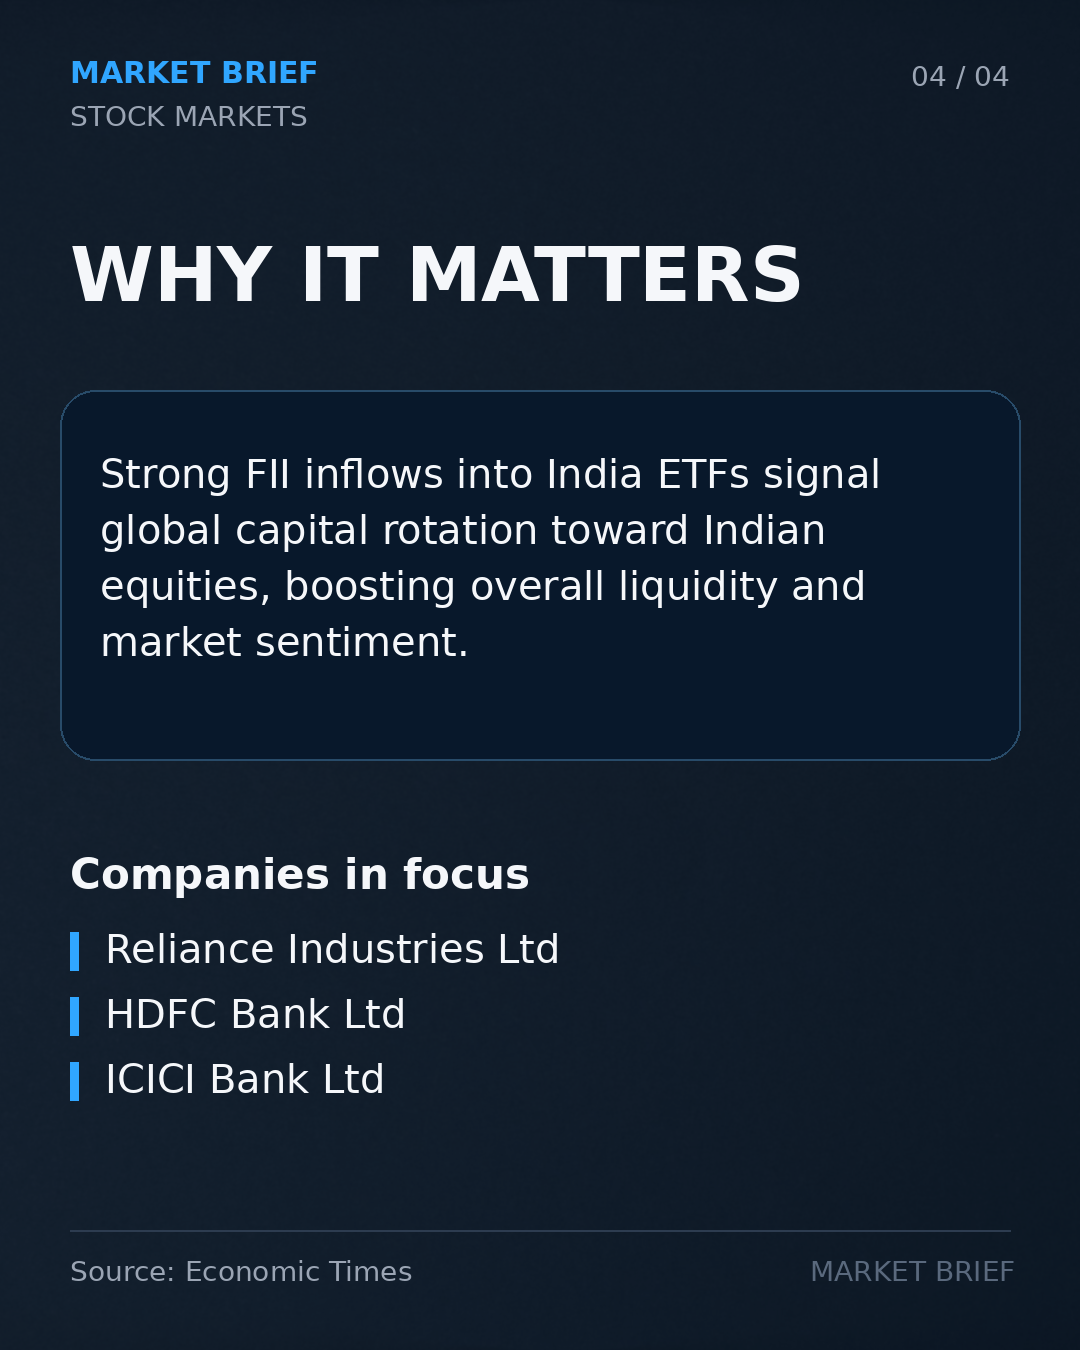 MARKET BRIEF
04 / 04
STOCK MARKETS
WHY IT MATTERS
Strong FII inflows into India ETFs signal
global capital rotation toward Indian
equities, boosting overall liquidity and
market sentiment.
Companies in focus
Reliance Industries Ltd
HDFC Bank Ltd
ICICI Bank Ltd
Source: Economic Times
MARKET BRIEF